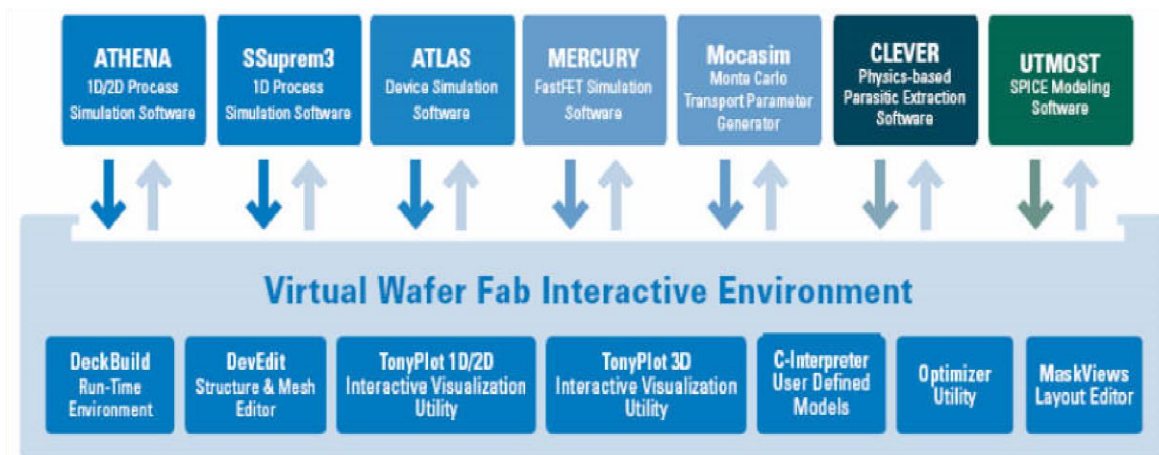 ATHENA
1D/2D Process
Simulation Software
SSuprem3
1D Process
Simulation Software
ATLAS
Device Simulation
Software
MERCURY
FastFET Simulation
Software
Mocasim
Monte Carlo
Transport Parameter
Generator
CLEVER
Physics-based
Parasitic Extraction
Software
UTMOST
SPICE Modeling
Software
Virtual Wafer Fab Interactive Environment
DeckBuild
Run-Time
Environment
DevEdit
Structure & Mesh
Editor
TonyPlot 1D/2D
Interactive Visualization
Utility
TonyPlot 3D
Interactive Visualization
Utility
C-Interpreter
User Defined
Models
Optimizer
Utility
MaskViews
Layout Editor